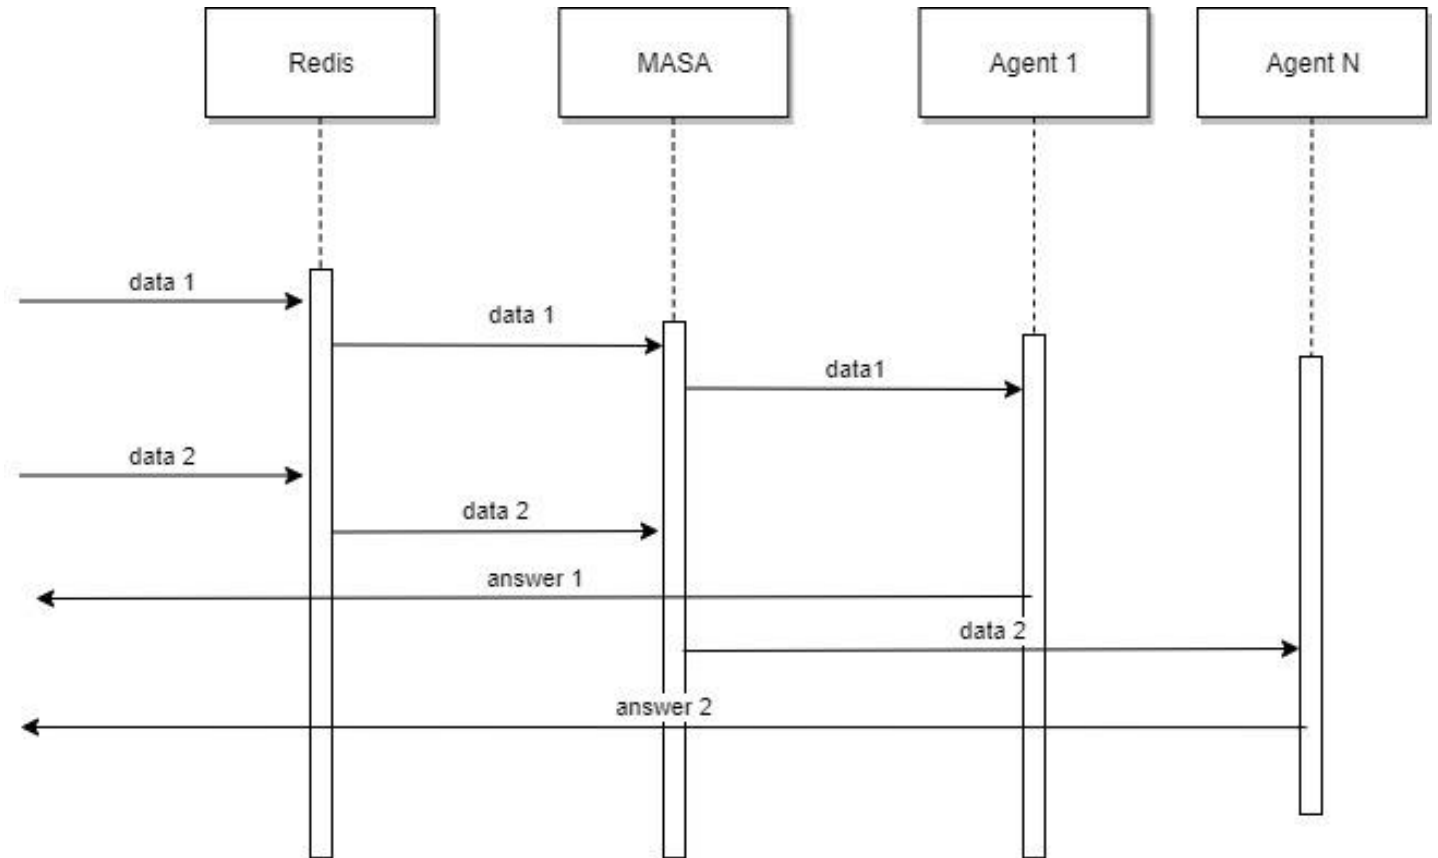 Redis
MASA
Agent 1
Agent N
data 1
data 1
data1
data 2
data 2
answer 1
data 2
answer 2